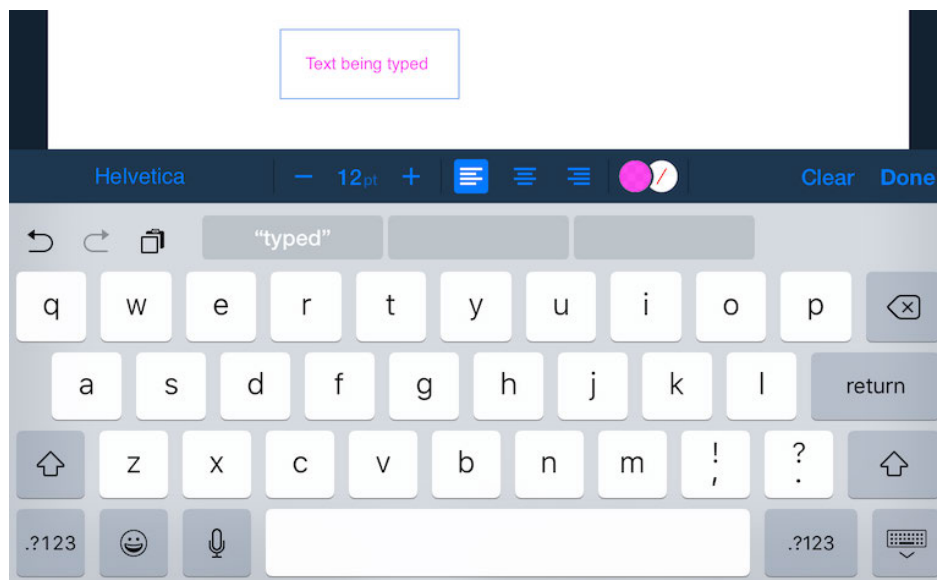 Text being typed
Helvetica − 12pt + Clear Done
“typed”
q w e r t y u i o p
a s d f g h j k l return
z x c v b n m ! , ? .
.?123 .?123